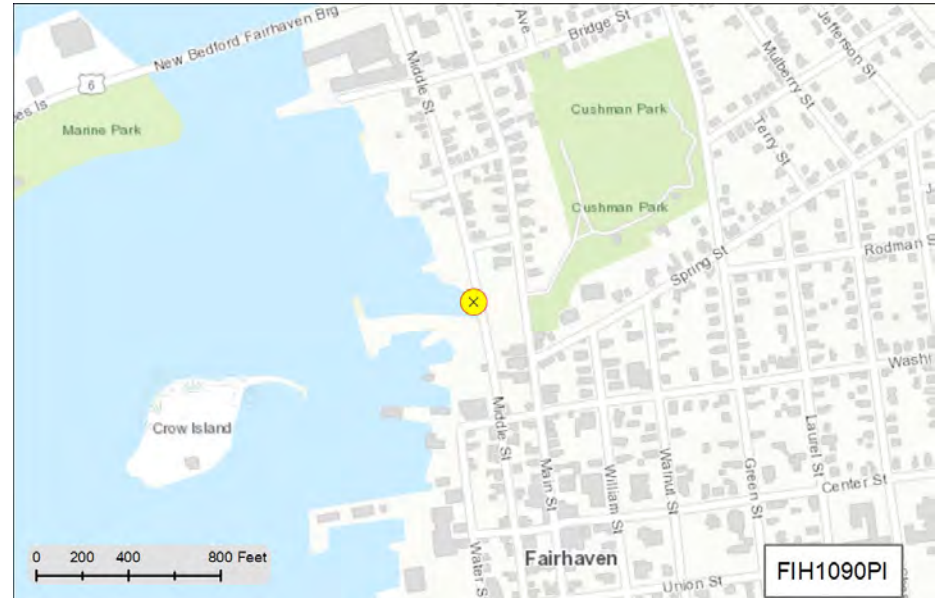 New Bedford Fairhaven Brg
6
es Is
Marine Park
Middle St
Ave
Bridge St
Cushman Park
Cushman Park
Mulberry St
Jefferson St
Terry St
Spring St
Rodman S
J
Washi
Crow Island
Middle St
Main St
William St
Walnut St
Green St
Laurel St
Center St
Water S
Fairhaven
Union St
0 200 400 800 Feet
FIH1090PI